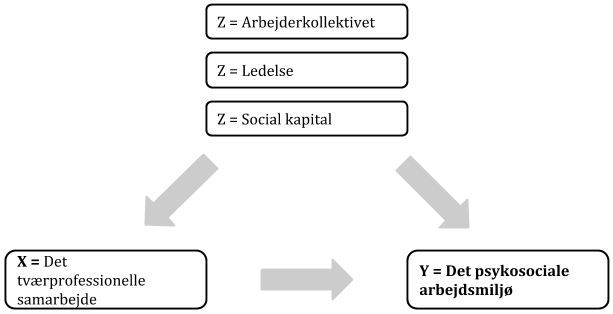 Z = Arbejderkollektivet
Z = Ledelse
Z = Social kapital
X = Det
tværprofessionelle
samarbejde
Y = Det psykosociale
arbejdsmiljø